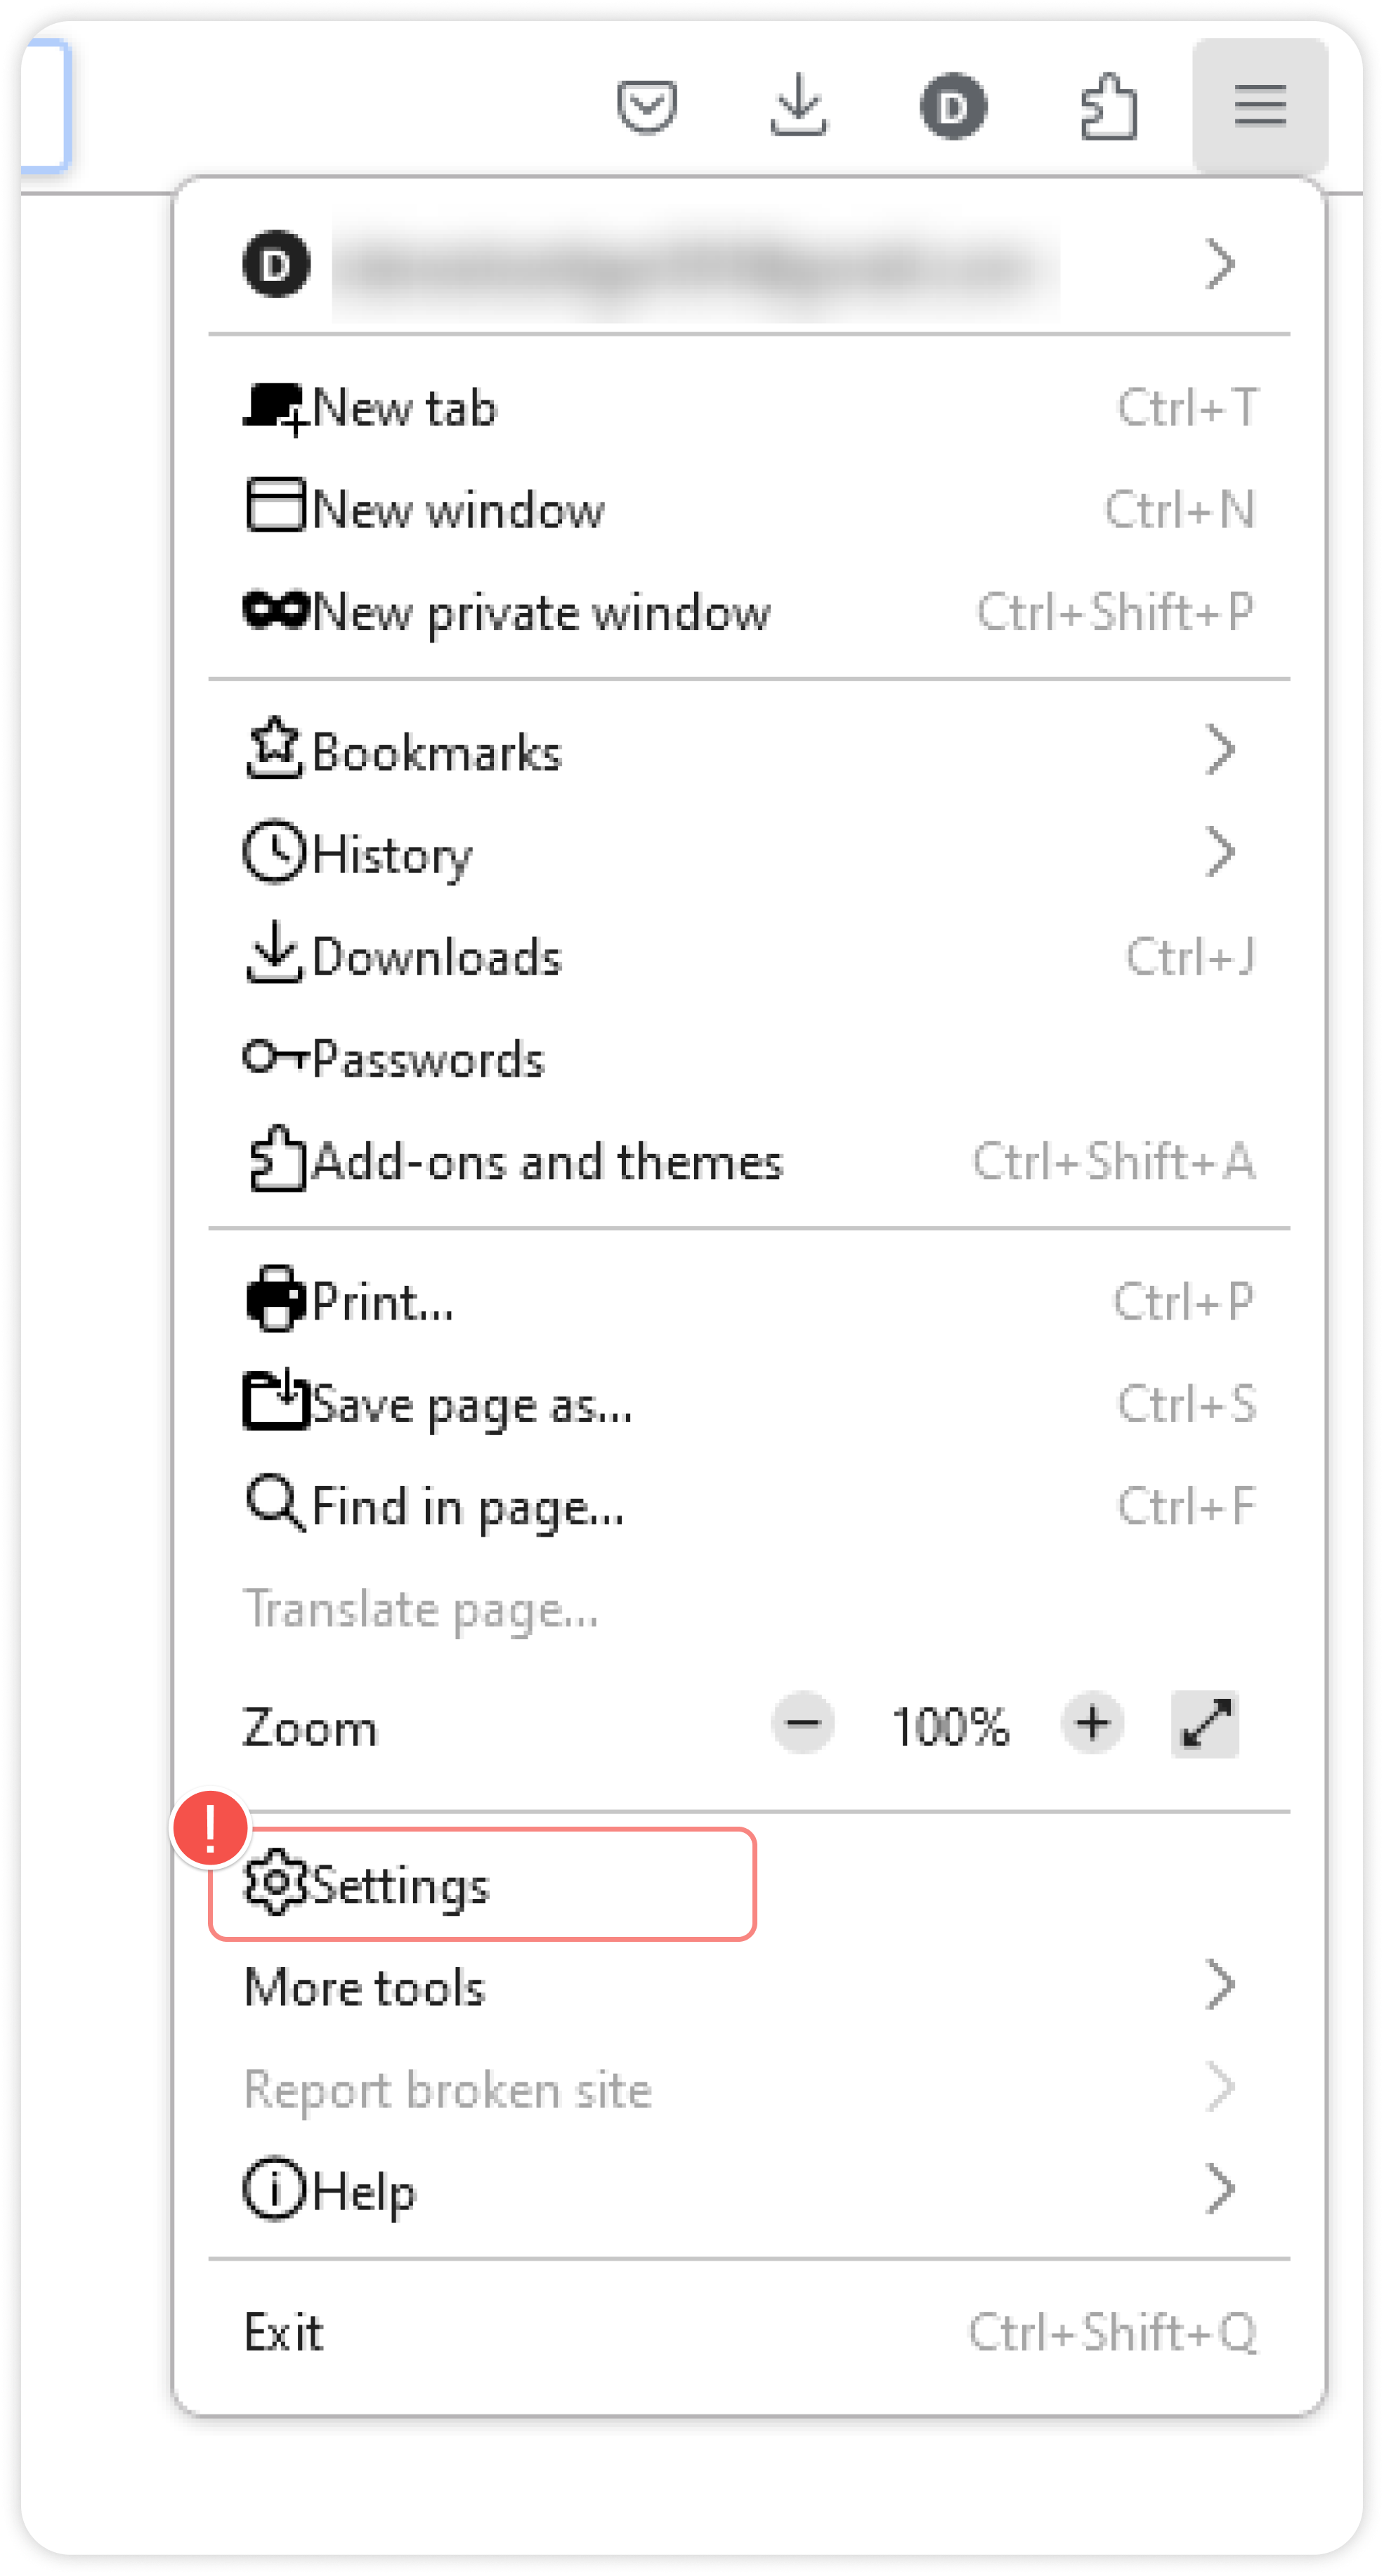 D
D
New tab Ctrl+T
New window Ctrl+N
New private window Ctrl+Shift+P
Bookmarks
History
Downloads Ctrl+J
Passwords
Add-ons and themes Ctrl+Shift+A
Print... Ctrl+P
Save page as... Ctrl+S
Find in page... Ctrl+F
Translate page...
Zoom 100%
!
Settings
More tools
Report broken site
Help
Exit Ctrl+Shift+Q